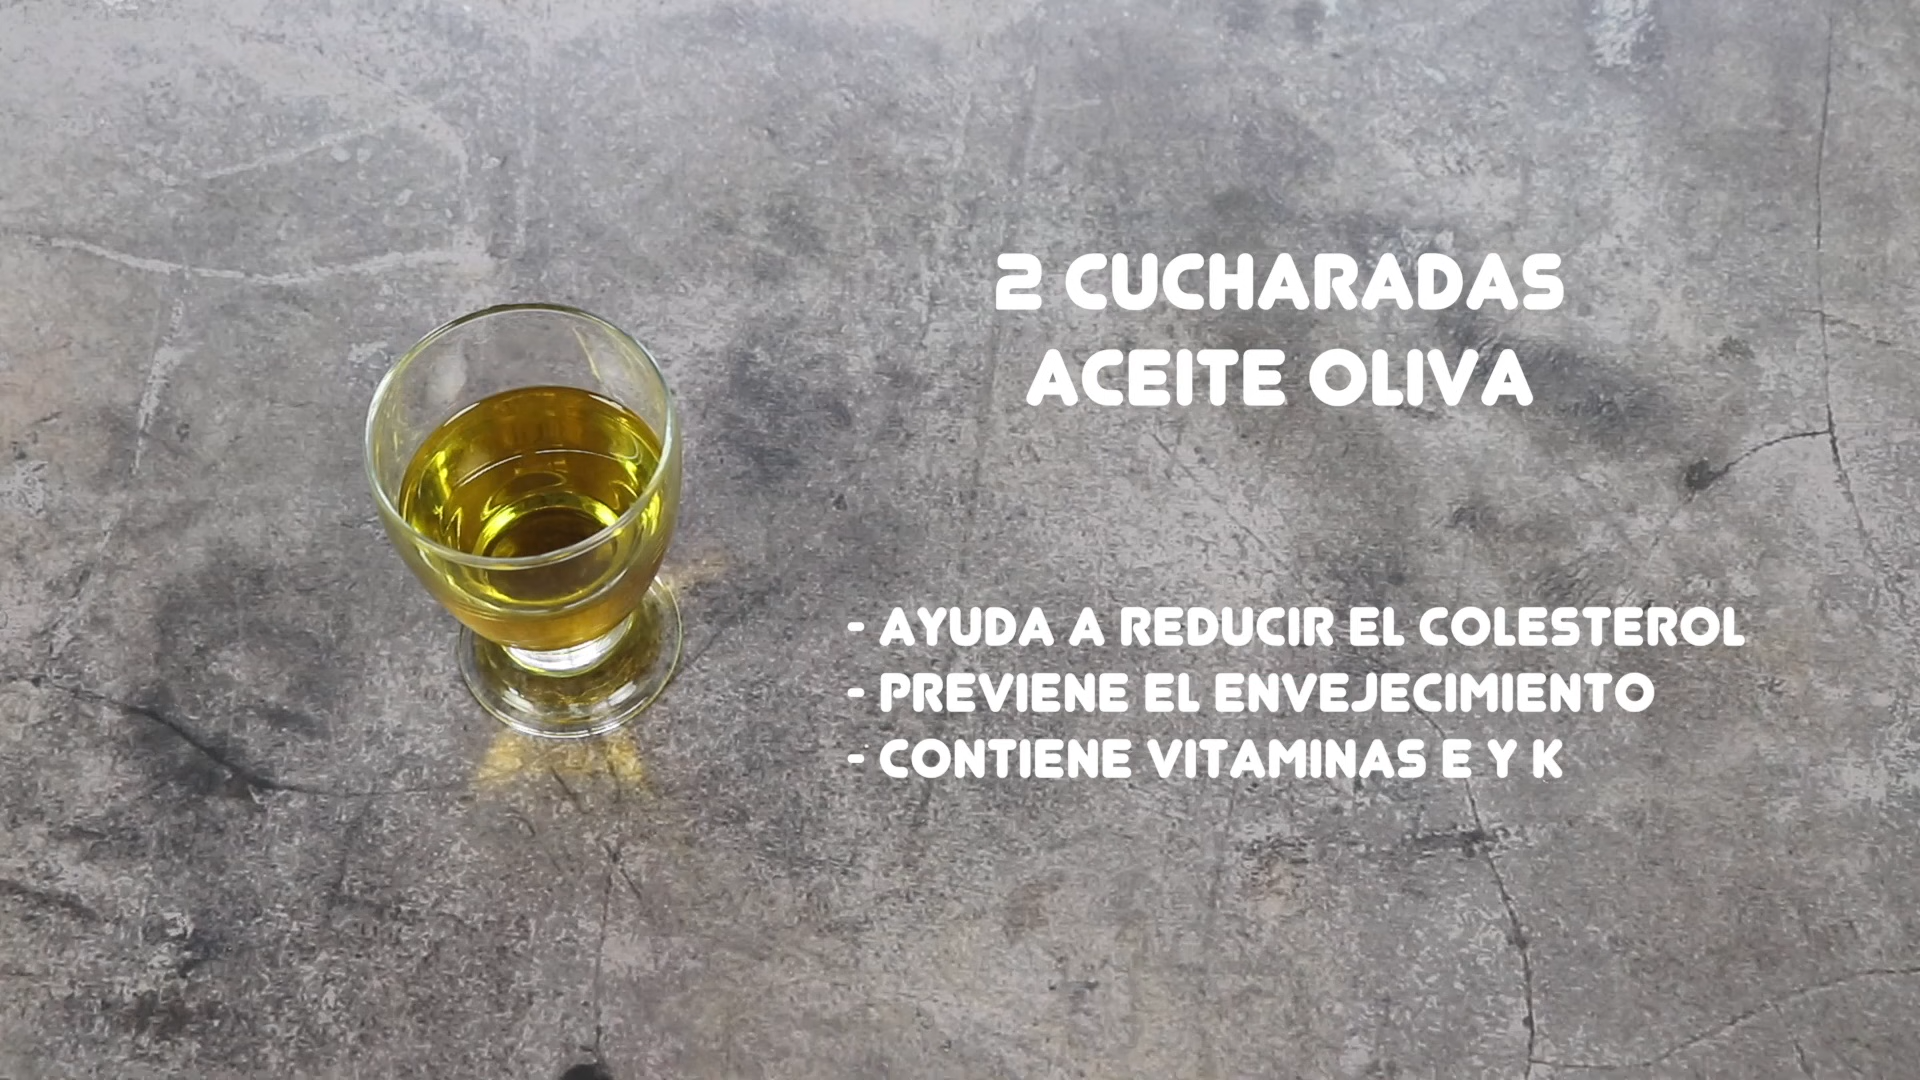 2 CUCHARADAS
ACEITE OLIVA
- AYUDA A REDUCIR EL COLESTEROL
- PREVIENE EL ENVEJECIMIENTO
- CONTIENE VITAMINAS E Y K